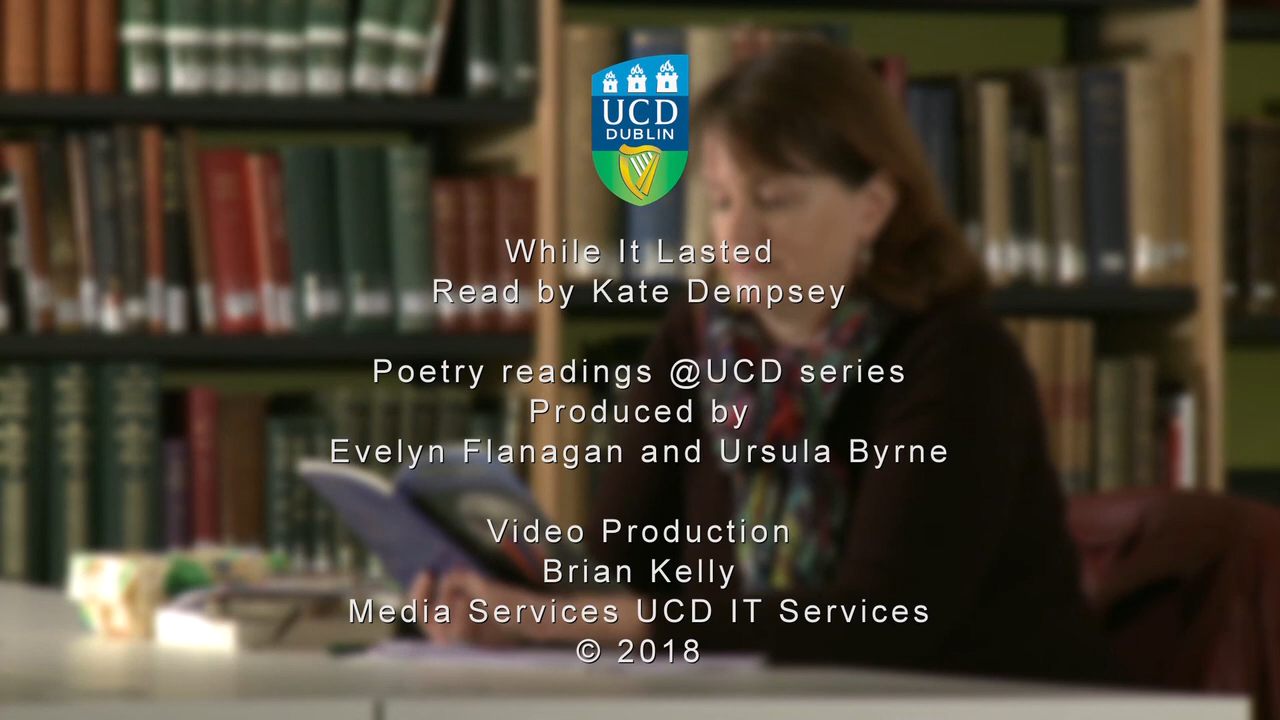 UCD
DUBLIN
While It Lasted
Read by Kate Dempsey
Poetry readings @UCD series
Produced by
Evelyn Flanagan and Ursula Byrne
Video Production
Brian Kelly
Media Services UCD IT Services
© 2018